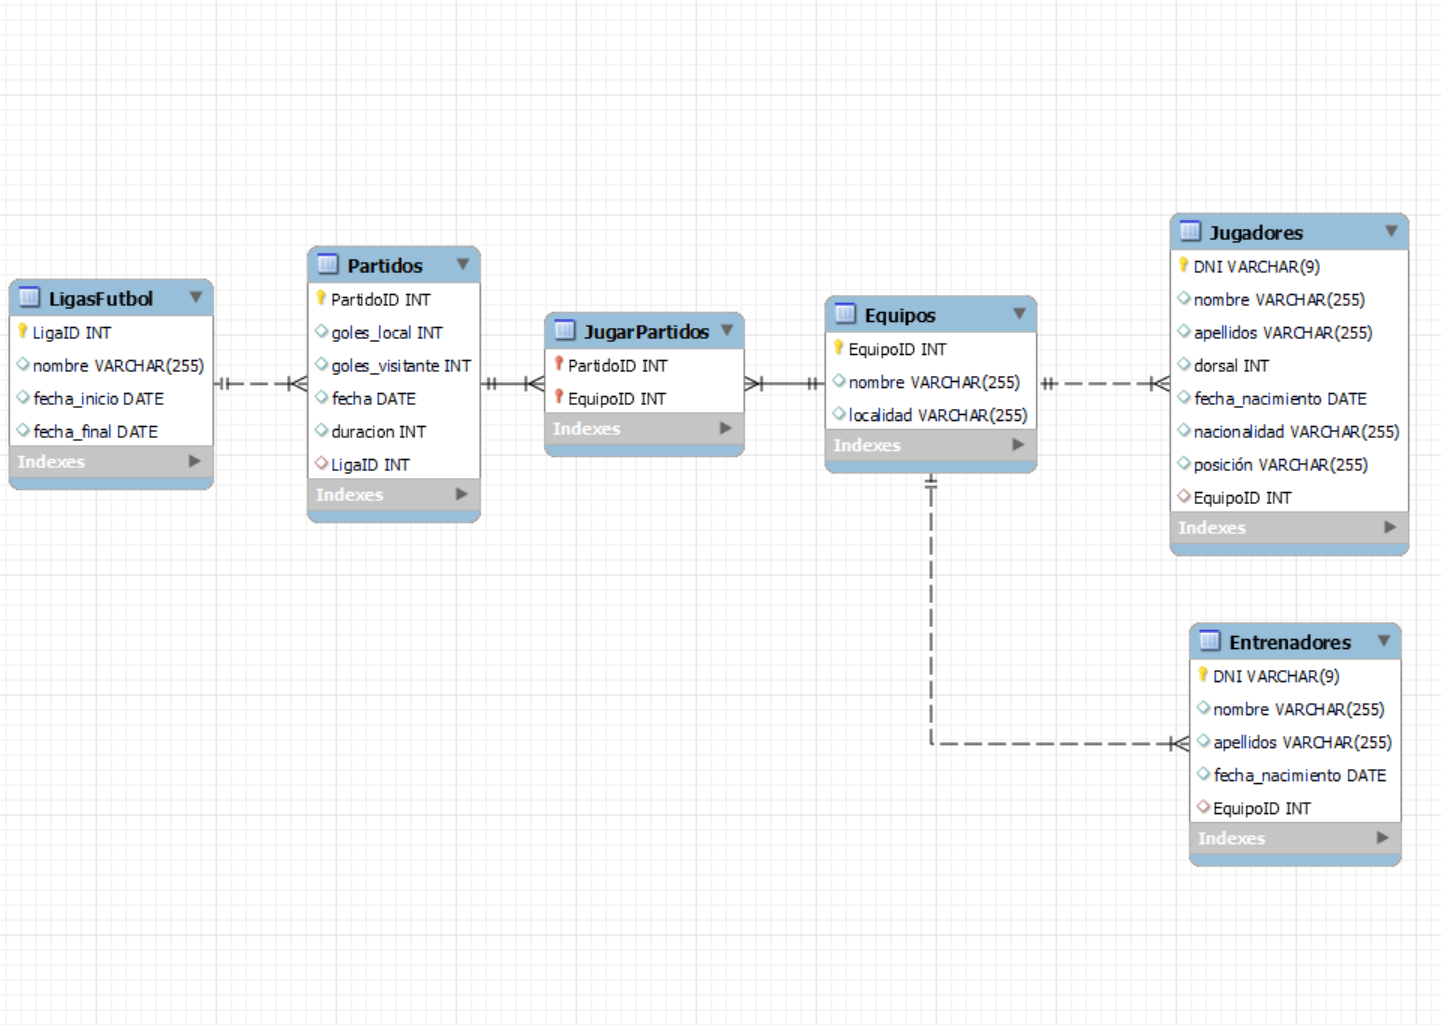 LigasFutbol
LigaID INT
nombre VARCHAR(255)
fecha_inicio DATE
fecha_final DATE
Indexes
Partidos
PartidoID INT
goles_local INT
goles_visitante INT
fecha DATE
duracion INT
LigaID INT
Indexes
JugarPartidos
PartidoID INT
EquipoID INT
Indexes
Equipos
EquipoID INT
nombre VARCHAR(255)
localidad VARCHAR(255)
Indexes
Jugadores
DNI VARCHAR(9)
nombre VARCHAR(255)
apellidos VARCHAR(255)
dorsal INT
fecha_nacimiento DATE
nacionalidad VARCHAR(255)
posición VARCHAR(255)
EquipoID INT
Indexes
Entrenadores
DNI VARCHAR(9)
nombre VARCHAR(255)
apellidos VARCHAR(255)
fecha_nacimiento DATE
EquipoID INT
Indexes